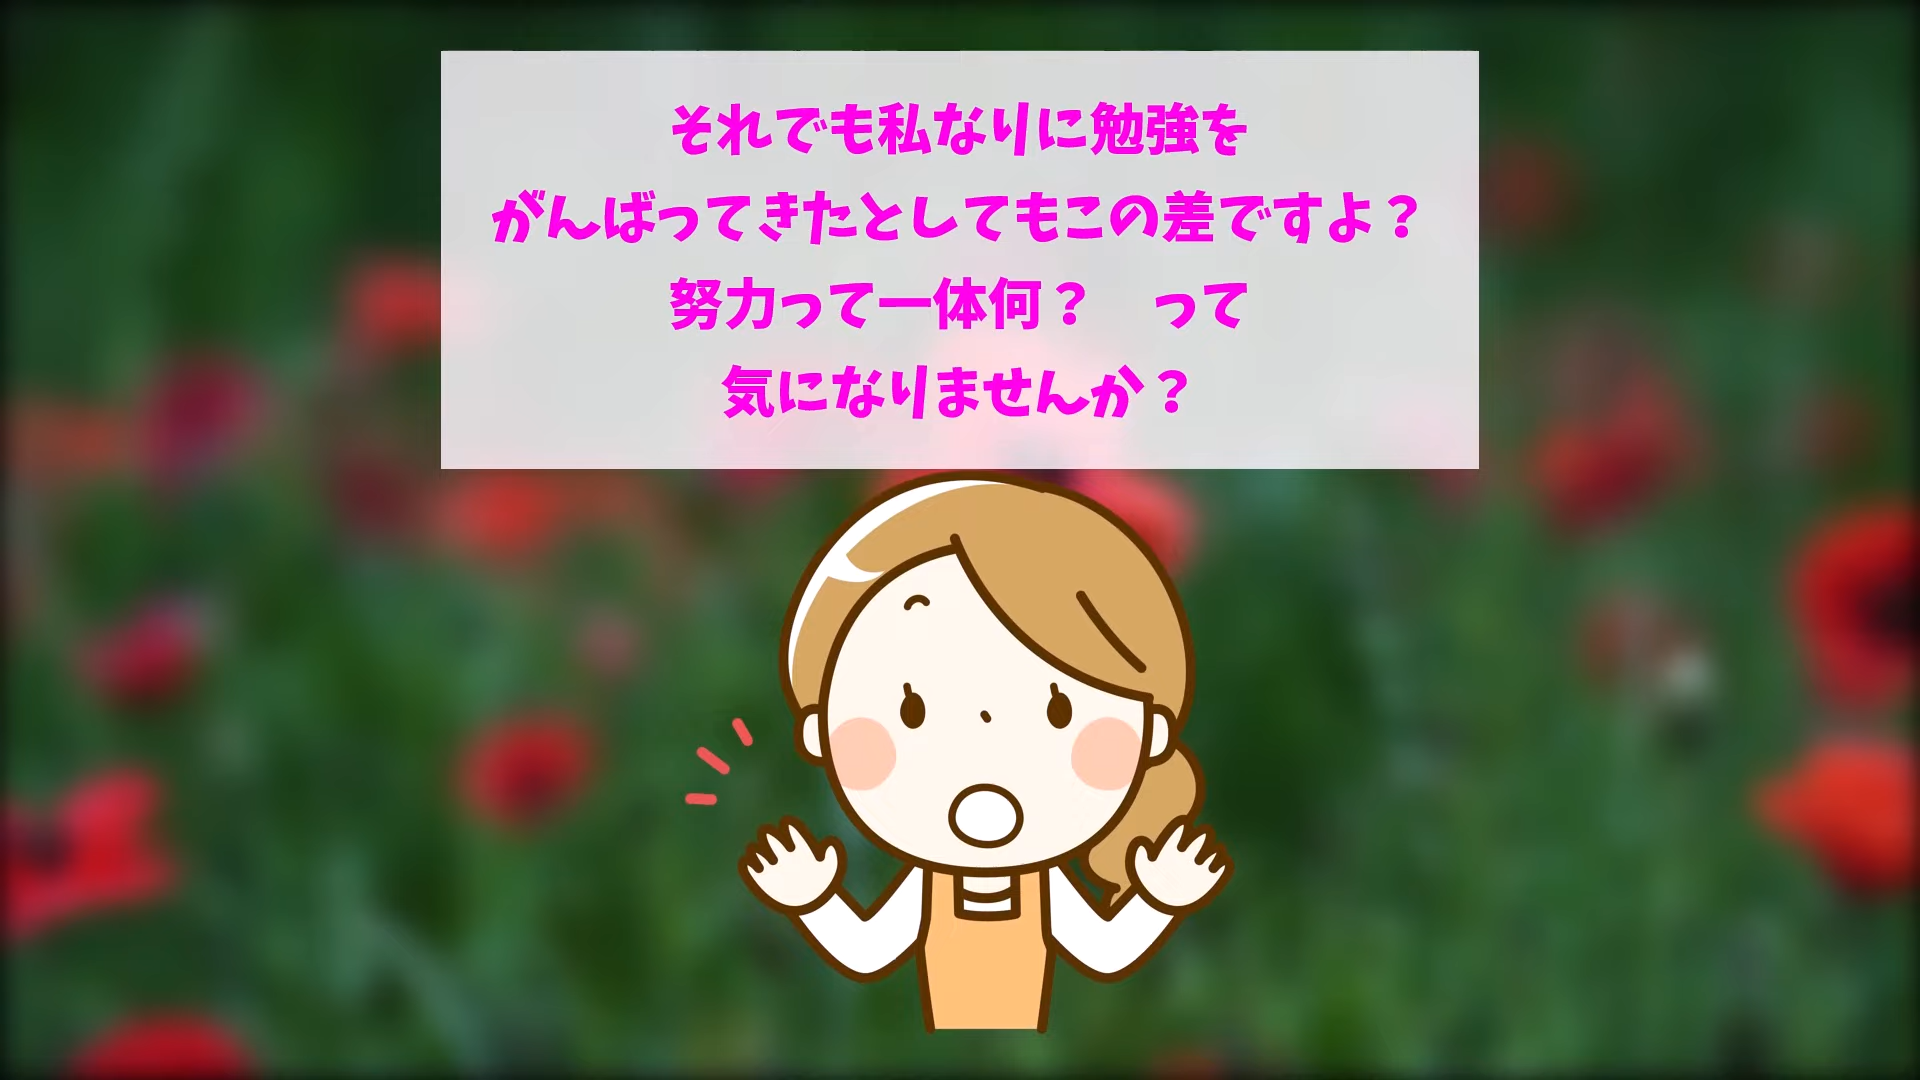 それでも私なりに勉強を
がんばってきたとしてもこの差ですよ？
努力って一体何？　って
気になりませんか？